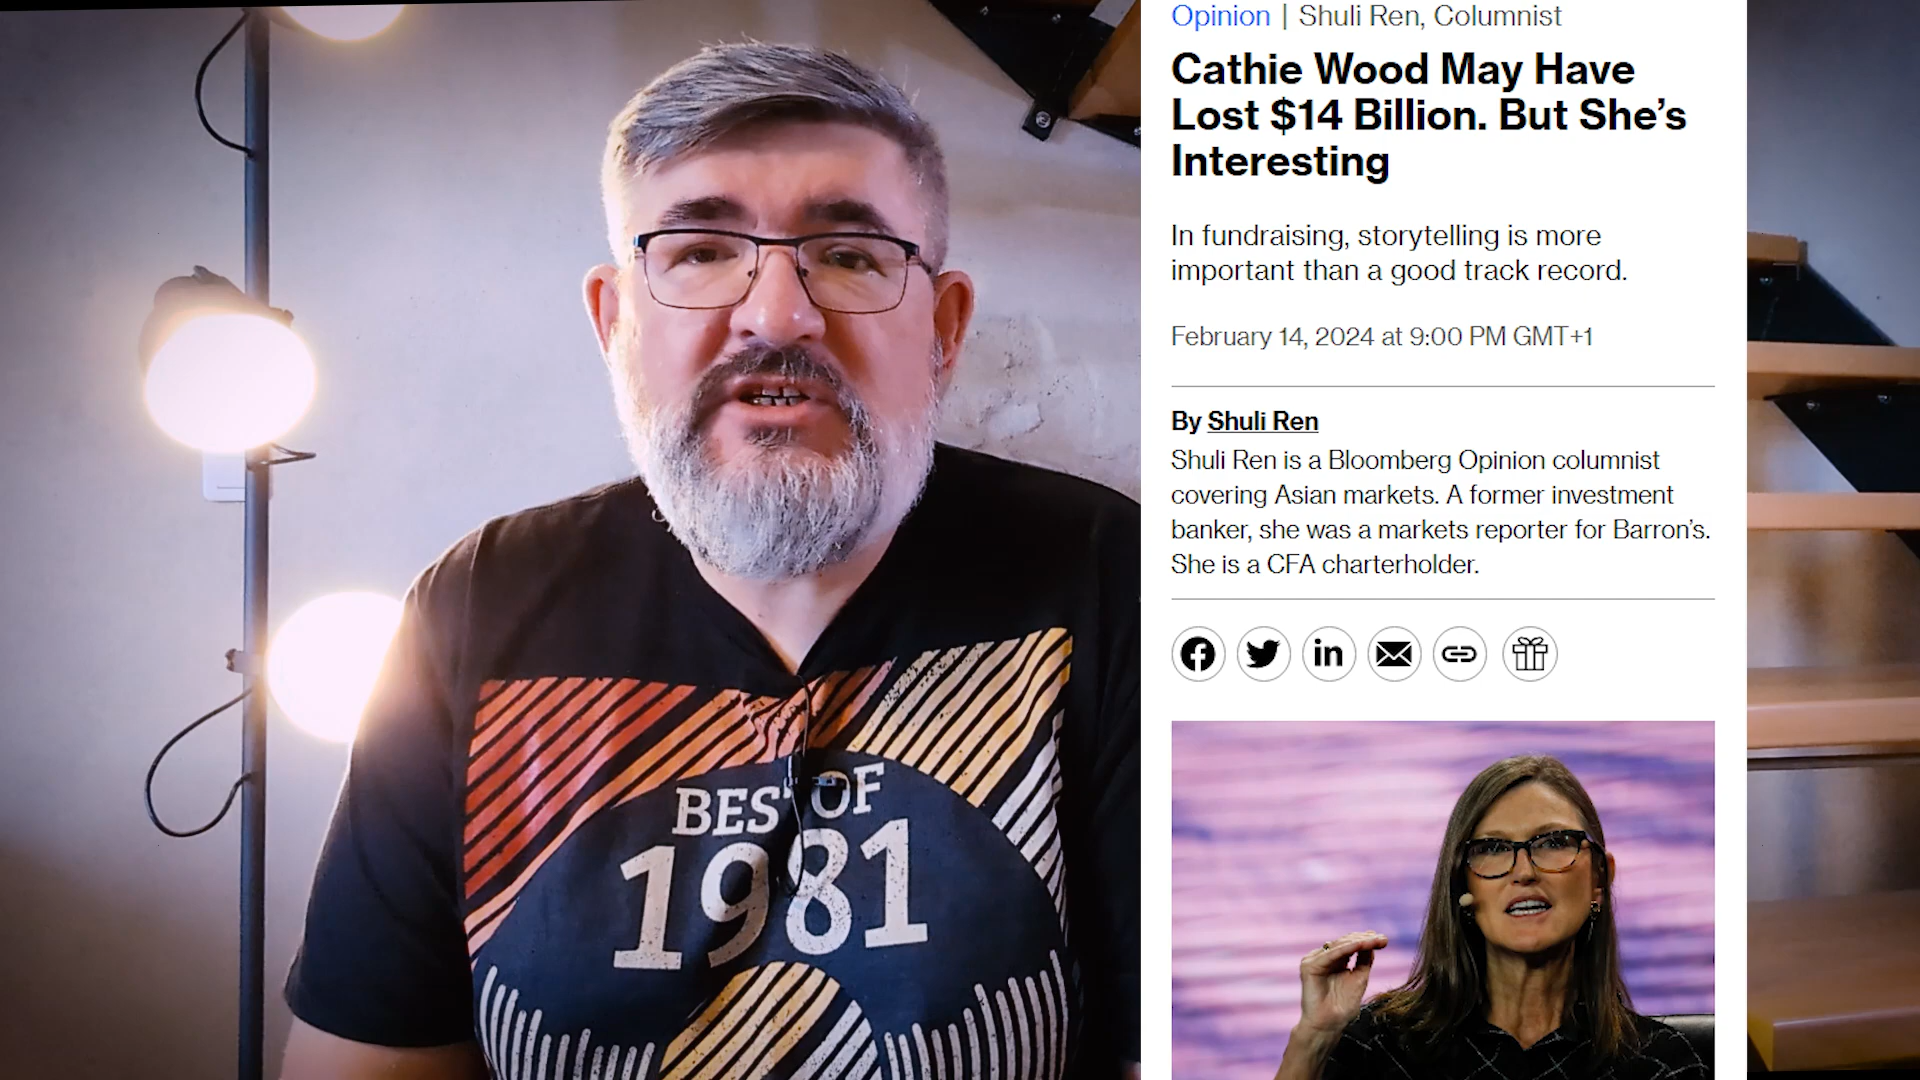 Opinion | Shuli Ren, Columnist
Cathie Wood May Have
Lost $14 Billion. But She's
Interesting
In fundraising, storytelling is more
important than a good track record.
February 14, 2024 at 9:00 PM GMT+1
By Shuli Ren
Shuli Ren is a Bloomberg Opinion columnist
covering Asian markets. A former investment
banker, she was a markets reporter for Barron's.
She is a CFA charterholder.
in
BEST OF
1981